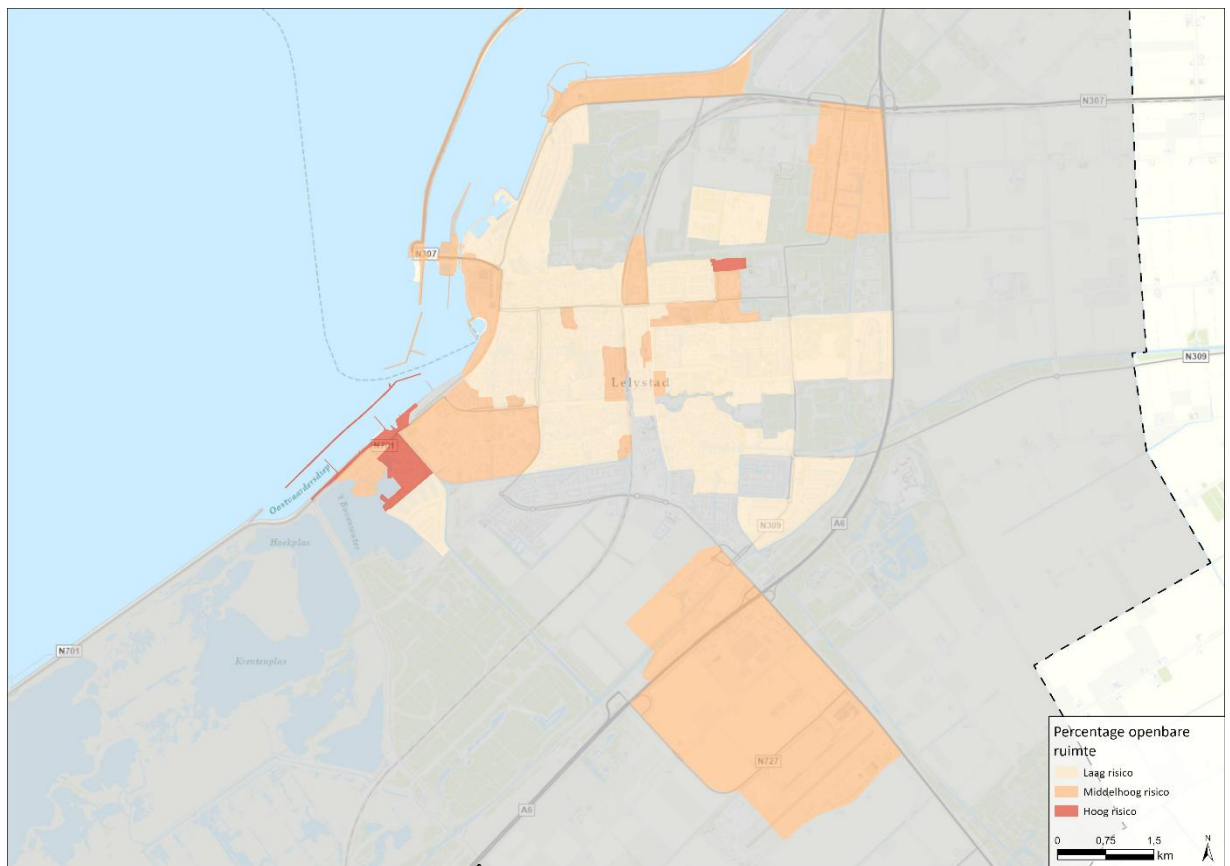 N307
N307
N309
Lelystad
N701
Oostvaardersdiep
't Bovenwater
Hoekplas
N309
A6
N701
Krentenplas
N727
A6
Percentage openbare
ruimte
Laag risico
Middelhoog risico
Hoog risico
0 0,75 1,5
km
N